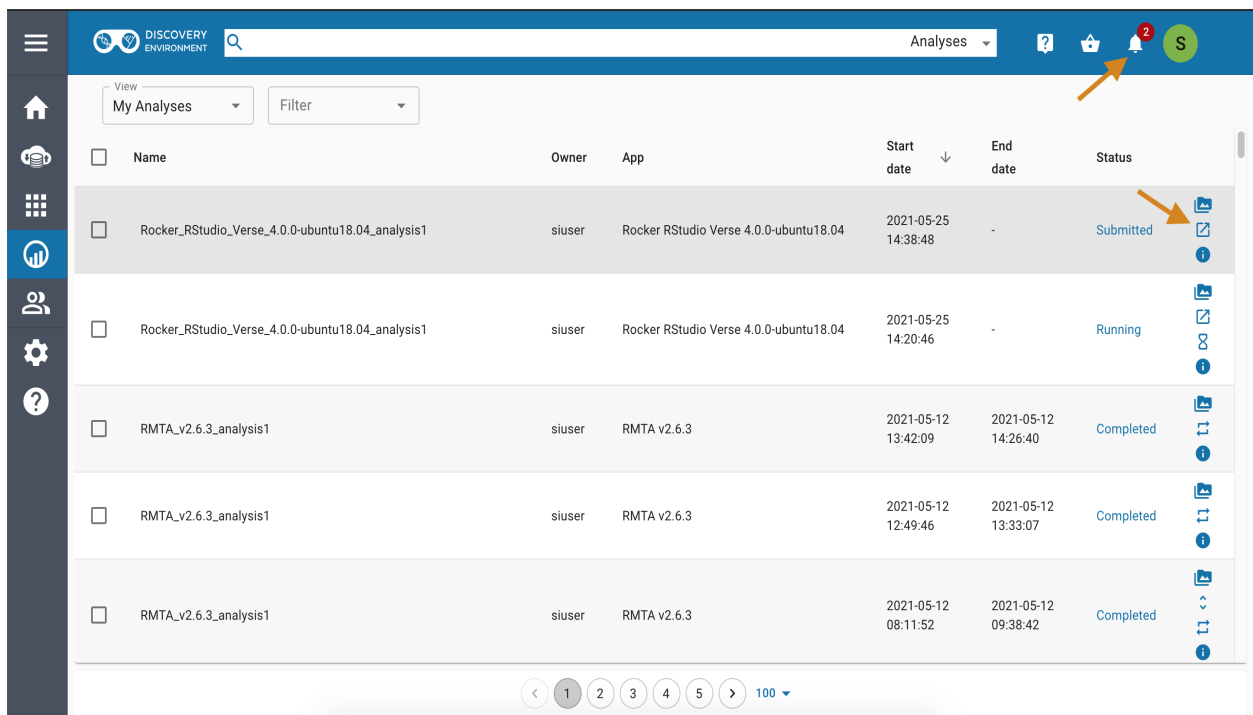 DISCOVERY
ENVIRONMENT
Analyses
2
S
View
My Analyses
Filter
Name Owner App Start date End date Status
Rocker_RStudio_Verse_4.0.0-ubuntu18.04_analysis1 siuser Rocker RStudio Verse 4.0.0-ubuntu18.04 2021-05-25 14:38:48 - Submitted
Rocker_RStudio_Verse_4.0.0-ubuntu18.04_analysis1 siuser Rocker RStudio Verse 4.0.0-ubuntu18.04 2021-05-25 14:20:46 - Running
RMTA_v2.6.3_analysis1 siuser RMTA v2.6.3 2021-05-12 13:42:09 2021-05-12 14:26:40 Completed
RMTA_v2.6.3_analysis1 siuser RMTA v2.6.3 2021-05-12 12:49:46 2021-05-12 13:33:07 Completed
RMTA_v2.6.3_analysis1 siuser RMTA v2.6.3 2021-05-12 08:11:52 2021-05-12 09:38:42 Completed
1 2 3 4 5 100